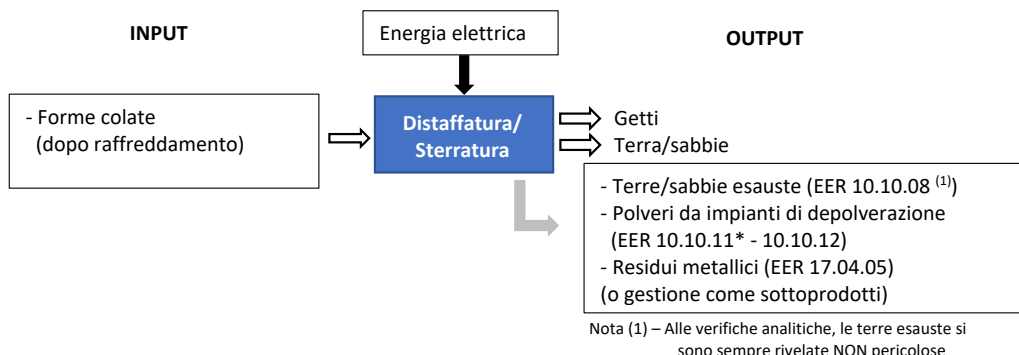 INPUT
Energia elettrica
OUTPUT
- Forme colate
(dopo raffreddamento)
Distaffatura/
Sterratura
Getti
Terra/sabbie
- Terre/sabbie esauste (EER 10.10.08 (1))
- Polveri da impianti di depolverazione
(EER 10.10.11* - 10.10.12)
- Residui metallici (EER 17.04.05)
(o gestione come sottoprodotti)
Nota (1) – Alle verifiche analitiche, le terre esauste si
sono sempre rivelate NON pericolose